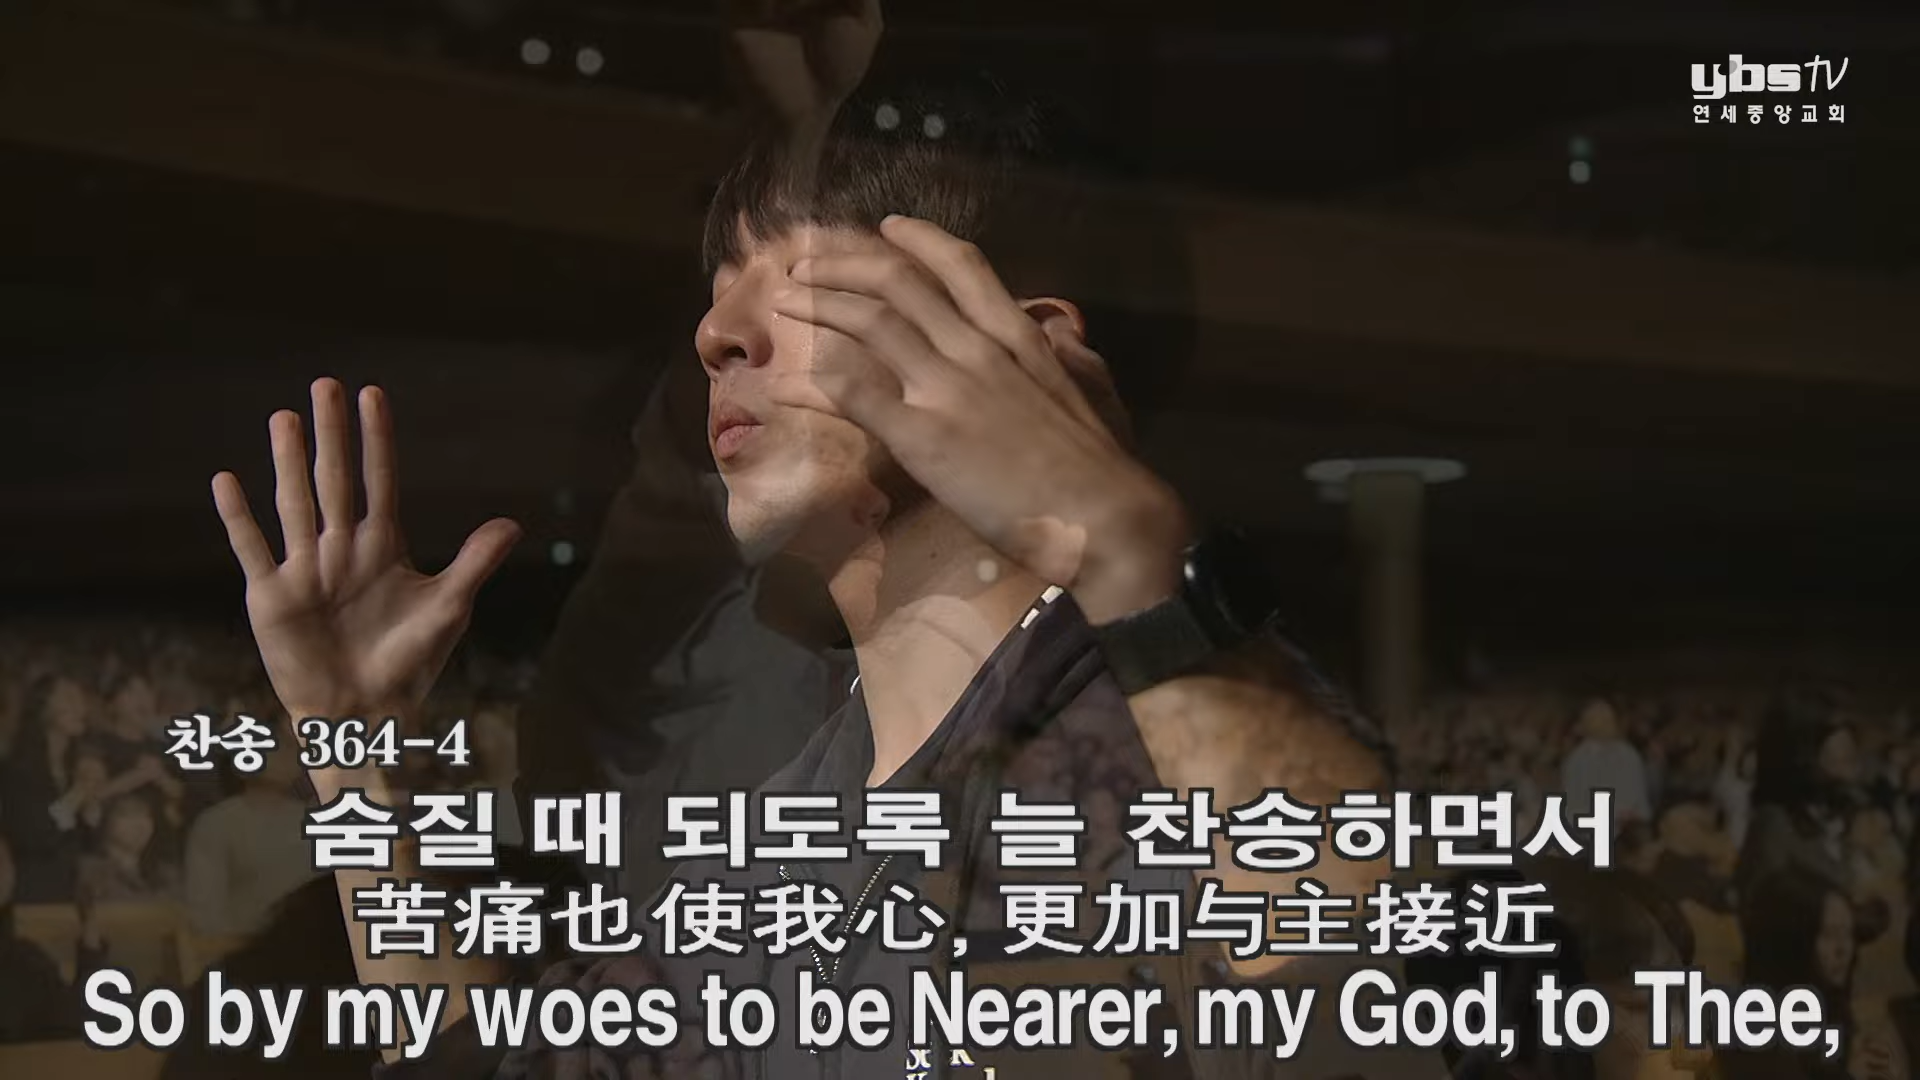 ybstv
연세중앙교회
찬송 364-4
숨질 때 되도록 늘 찬송하면서
苦痛也使我心, 更加与主接近
So by my woes to be Nearer, my God, to Thee,